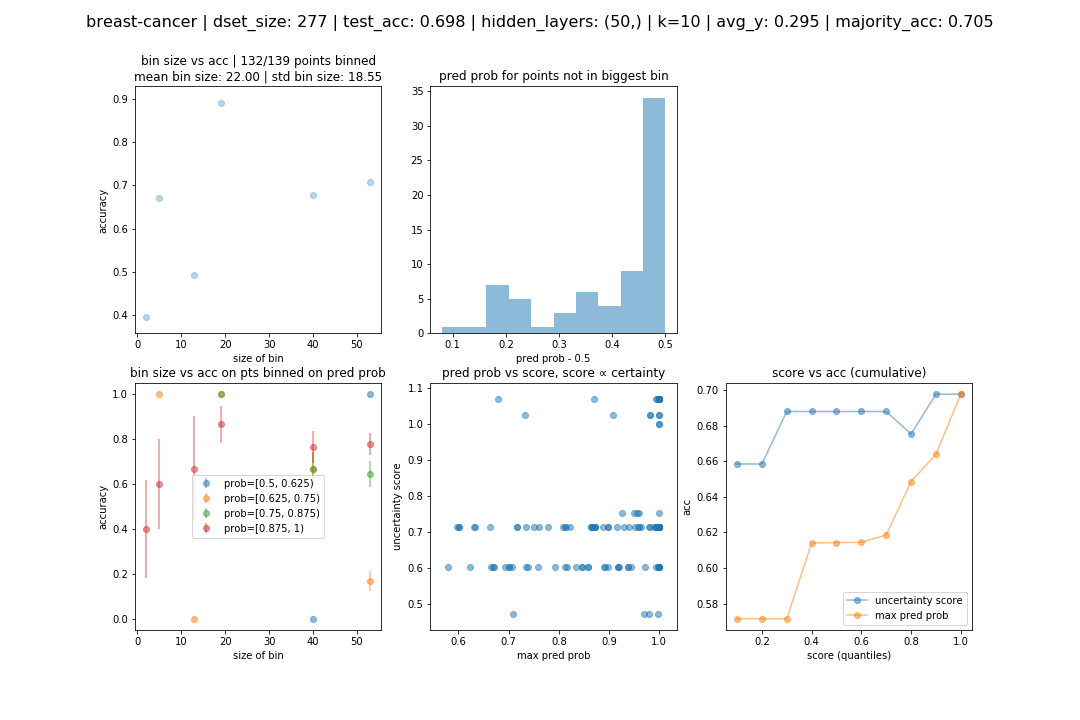 breast-cancer | dset_size: 277 | test_acc: 0.698 | hidden_layers: (50,) | k=10 | avg_y: 0.295 | majority_acc: 0.705
bin size vs acc | 132/139 points binned
mean bin size: 22.00 | std bin size: 18.55
0.9
0.8
0.7
0.6
0.5
0.4
accuracy
0
10
20
30
40
50
size of bin
pred prob for points not in biggest bin
35
30
25
20
15
10
5
0
0.1
0.2
0.3
0.4
0.5
pred prob - 0.5
bin size vs acc on pts binned on pred prob
1.0
0.8
0.6
0.4
0.2
0.0
accuracy
prob=[0.5, 0.625)
prob=[0.625, 0.75)
prob=[0.75, 0.875)
prob=[0.875, 1)
0
10
20
30
40
50
size of bin
pred prob vs score, score ∝ certainty
1.1
1.0
0.9
0.8
0.7
0.6
0.5
uncertainty score
0.6
0.7
0.8
0.9
1.0
max pred prob
score vs acc (cumulative)
0.70
0.68
0.66
0.64
0.62
0.60
0.58
acc
uncertainty score
max pred prob
0.2
0.4
0.6
0.8
1.0
score (quantiles)